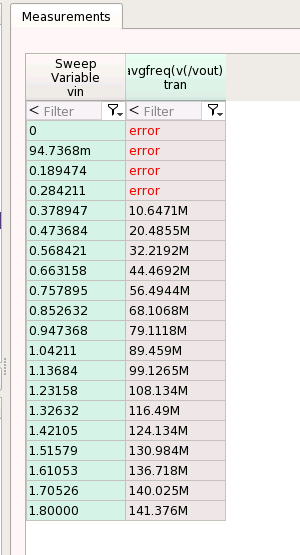 Measurements
Sweep Variable vin avgfreq(v(/vout) tran
< Filter < Filter
0 error
94.7368m error
0.189474 error
0.284211 error
0.378947 10.6471M
0.473684 20.4855M
0.568421 32.2192M
0.663158 44.4692M
0.757895 56.4944M
0.852632 68.1068M
0.947368 79.1118M
1.04211 89.459M
1.13684 99.1265M
1.23158 108.134M
1.32632 116.49M
1.42105 124.134M
1.51579 130.984M
1.61053 136.718M
1.70526 140.025M
1.80000 141.376M